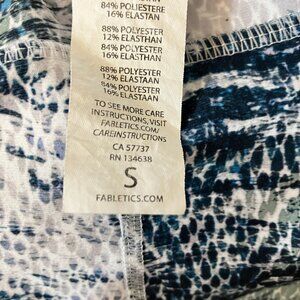 84% POLIESTERE
16% ELASTAN
88% POLYESTER
12% ELASTHAN
84% POLYESTER
16% ELASTHAN
88% POLYESTER
12% ELASTAAN
84% POLYESTER
16% ELASTAAN
TO SEE MORE CARE
INSTRUCTIONS, VISIT
FABLETICS.COM/
CAREINSTRUCTIONS
CA 57737
RN 134638
S
FABLETICS.COM